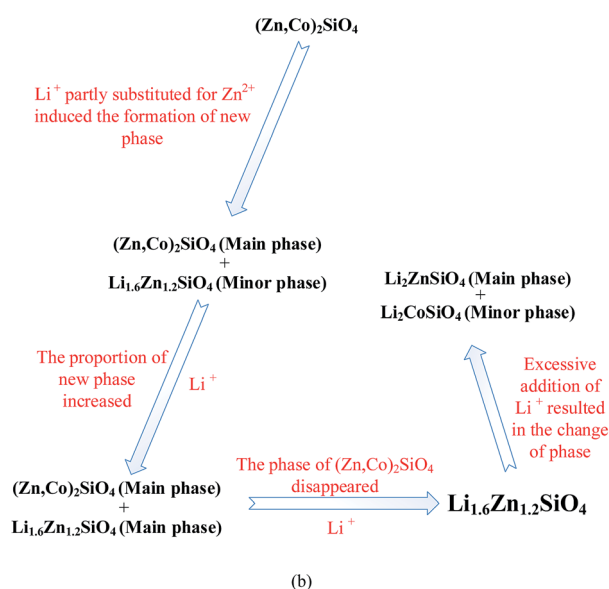 (Zn,Co)₂SiO₄
Li⁺ partly substituted for Zn²⁺
induced the formation of new
phase
(Zn,Co)₂SiO₄ (Main phase)
+
Li₁.₆Zn₁.₂SiO₄ (Minor phase)
Li₂ZnSiO₄ (Main phase)
+
Li₂CoSiO₄ (Minor phase)
The proportion of
new phase
increased
Li⁺
Excessive
addition of
Li⁺ resulted
in the change
of phase
(Zn,Co)₂SiO₄ (Main phase)
+
Li₁.₆Zn₁.₂SiO₄ (Main phase)
The phase of (Zn,Co)₂SiO₄
disappeared
Li⁺
Li₁.₆Zn₁.₂SiO₄
(b)